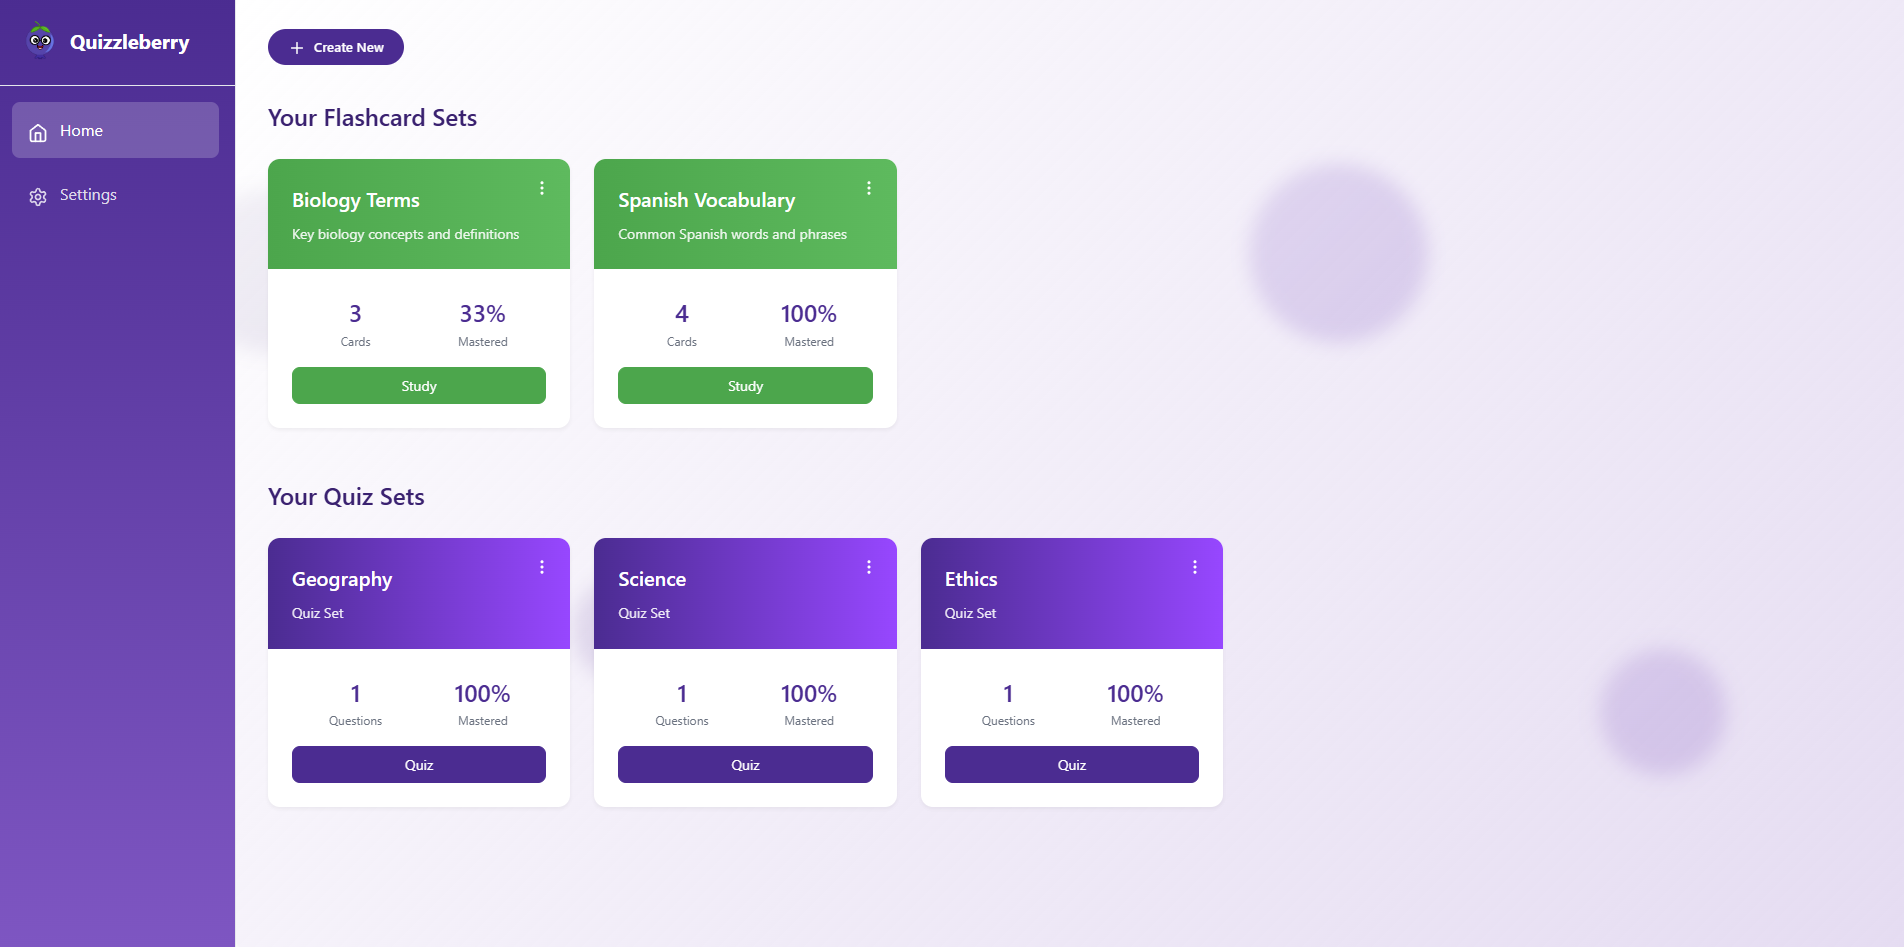 Quizzleberry
Home
Settings
Create New
Your Flashcard Sets
Biology Terms
Key biology concepts and definitions
3
Cards
33%
Mastered
Study
Spanish Vocabulary
Common Spanish words and phrases
4
Cards
100%
Mastered
Study
Your Quiz Sets
Geography
Quiz Set
1
Questions
100%
Mastered
Quiz
Science
Quiz Set
1
Questions
100%
Mastered
Quiz
Ethics
Quiz Set
1
Questions
100%
Mastered
Quiz